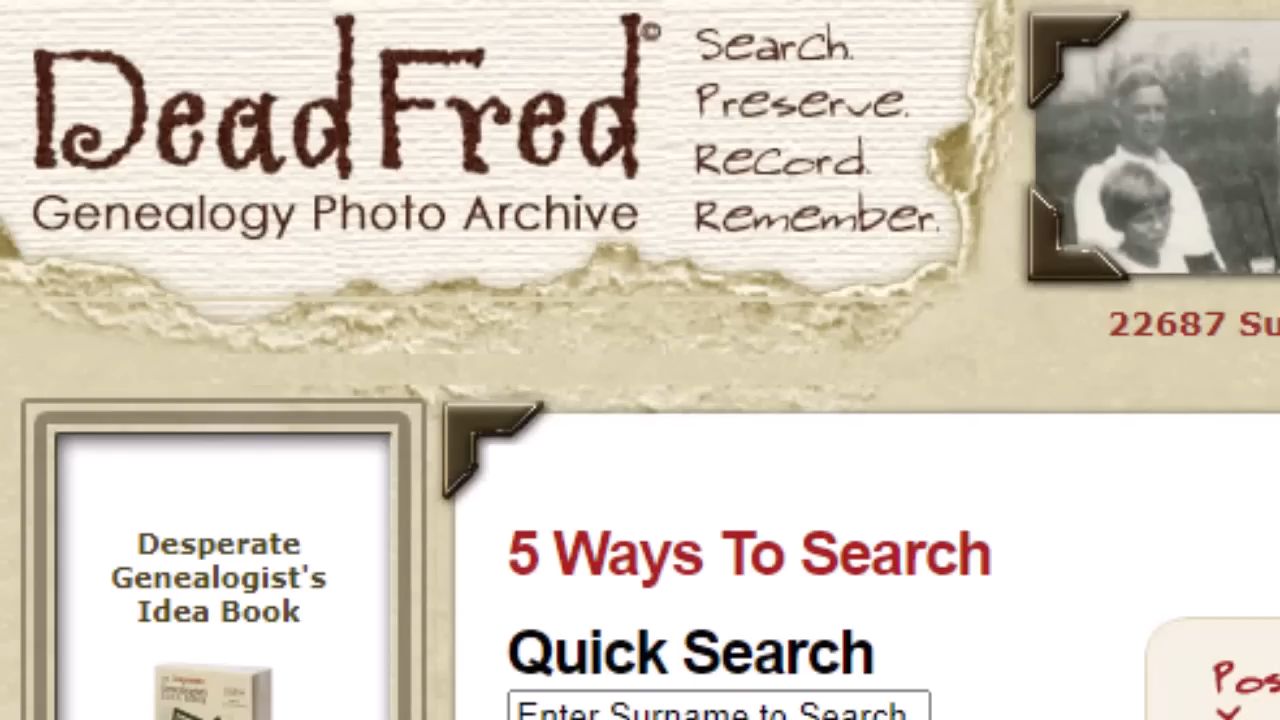 DeadFred©
Genealogy Photo Archive
Search.
Preserve.
Record.
Remember.
22687
Desperate
Genealogist's
Idea Book
5 Ways To Search
Quick Search
Enter Surname to Search